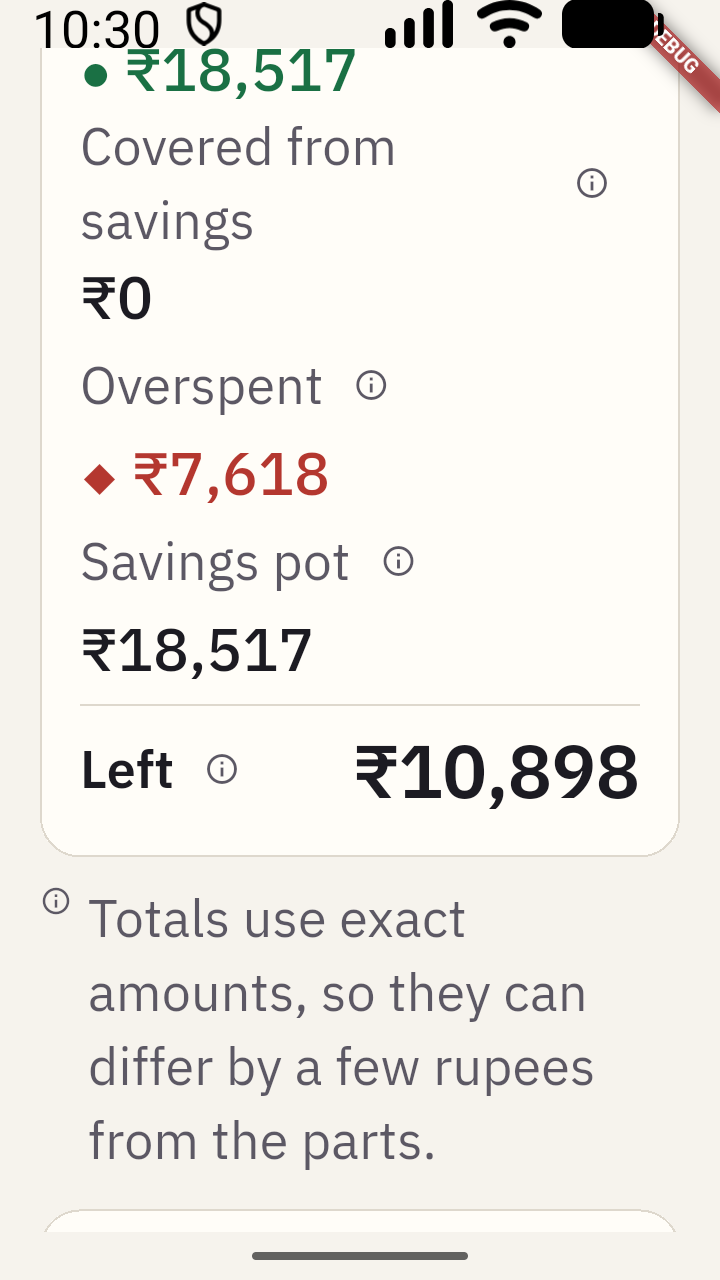 10:30
DEBUG
₹18,517
Covered from
savings
₹0
Overspent
₹7,618
Savings pot
₹18,517
Left ₹10,898
Totals use exact
amounts, so they can
differ by a few rupees
from the parts.